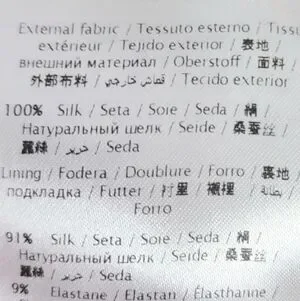 External fabric / Tessuto esterno / Tissu
extérieur / Tejido exterior / 表地 /
внешний материал / Oberstoff / 面料 /
外部布料 / قماش خارجي / Tecido exterior
100% Silk / Seta / Soie / Seda / 絹 /
Натуральный шелк / Seide / 桑蚕丝 /
蠶絲 / حرير / Seda
Lining / Fodera / Doublure / Forro / 裏地 /
подкладка / Futter / 衬里 / 襯裡 / بطانة /
Forro
91% Silk / Seta / Soie / Seda / 絹 /
Натуральный шелк / Seide / 桑蚕丝 /
蠶絲 / حرير / Seda
9% Elastane / Elastan / Élasthanne /